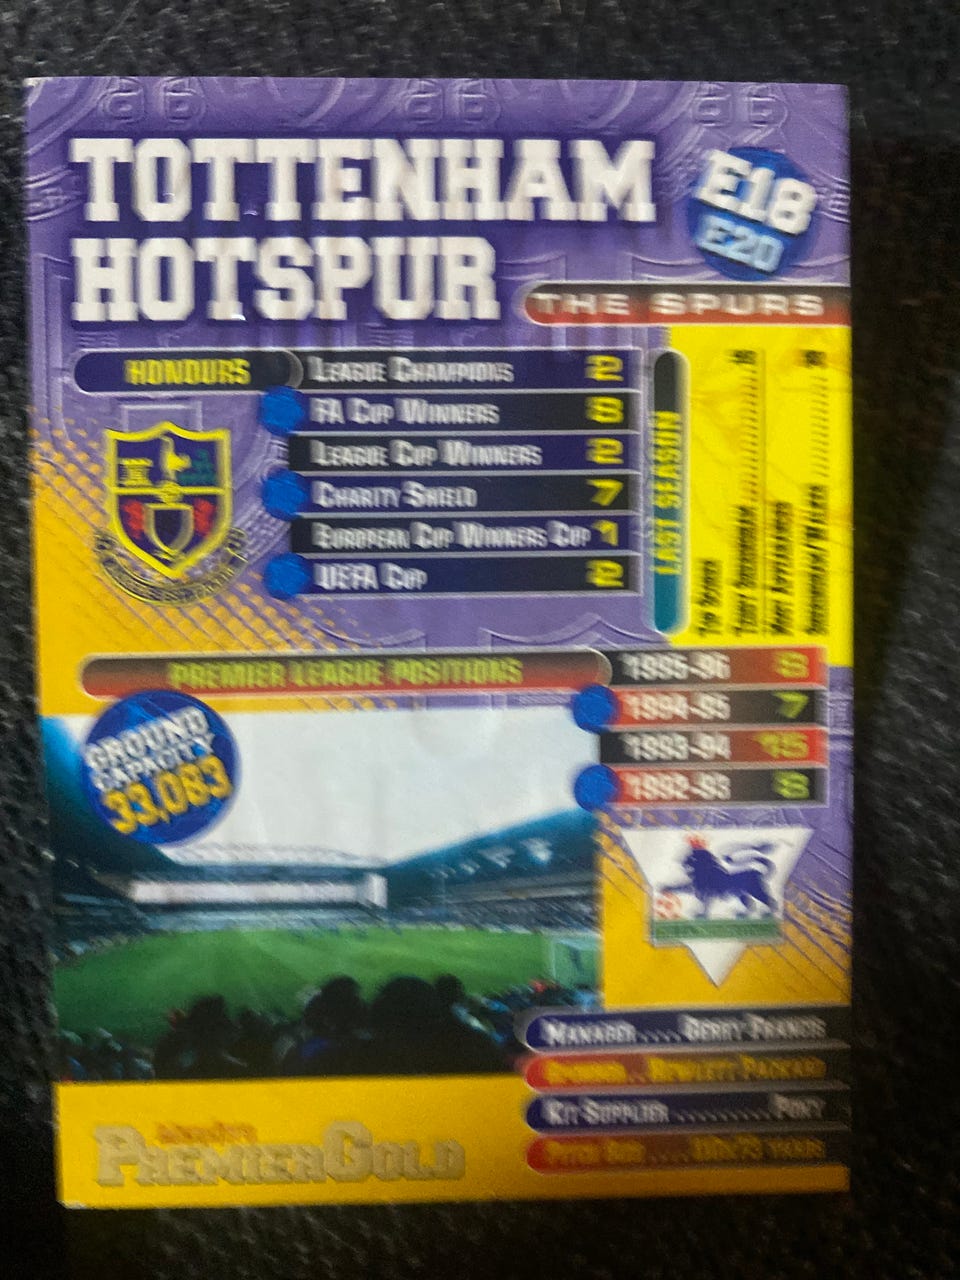 TOTTENHAM
HOTSPUR
E18
E20
THE SPURS
HONOURS
LEAGUE CHAMPIONS 2
FA CUP WINNERS 8
LEAGUE CUP WINNERS 2
CHARITY SHIELD 7
EUROPEAN CUP WINNERS CUP 1
UEFA CUP 2
LAST SEASON
PREMIER LEAGUE POSITIONS
1995-96 8
1994-95 7
1993-94 15
1992-93 8
GROUND
CAPACITY
33,083
MANAGER....GERRY FRANCIS
SPONSOR..HEWLETT PACKARD
KIT SUPPLIER..........PONY
PREMIER GOLD